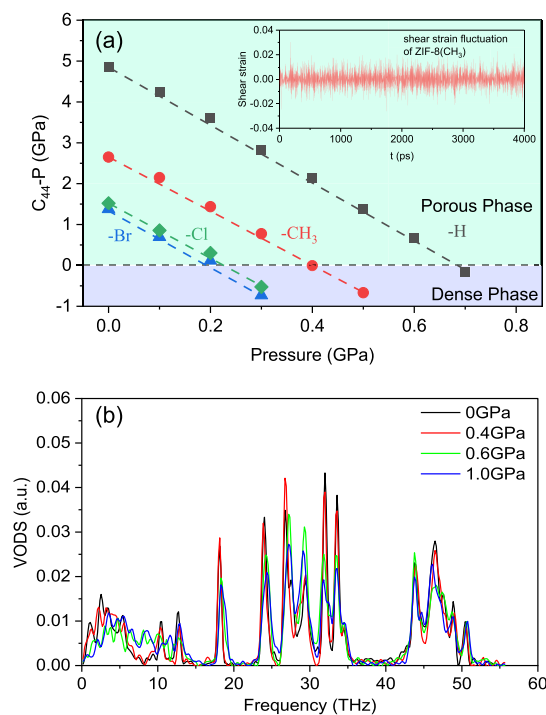 (a)
shear strain fluctuation
of ZIF-8(CH₃)
Shear strain
0.04
0.02
0.00
-0.02
-0.04
0
1000
2000
3000
4000
t (ps)
C₄₄-P (GPa)
6
5
4
3
2
1
0
-1
-Br
-Cl
-CH₃
-H
Porous Phase
Dense Phase
0.0
0.2
0.4
0.6
0.8
Pressure (GPa)
(b)
0GPa
0.4GPa
0.6GPa
1.0GPa
VODS (a.u.)
0.06
0.05
0.04
0.03
0.02
0.01
0.00
0
10
20
30
40
50
60
Frequency (THz)